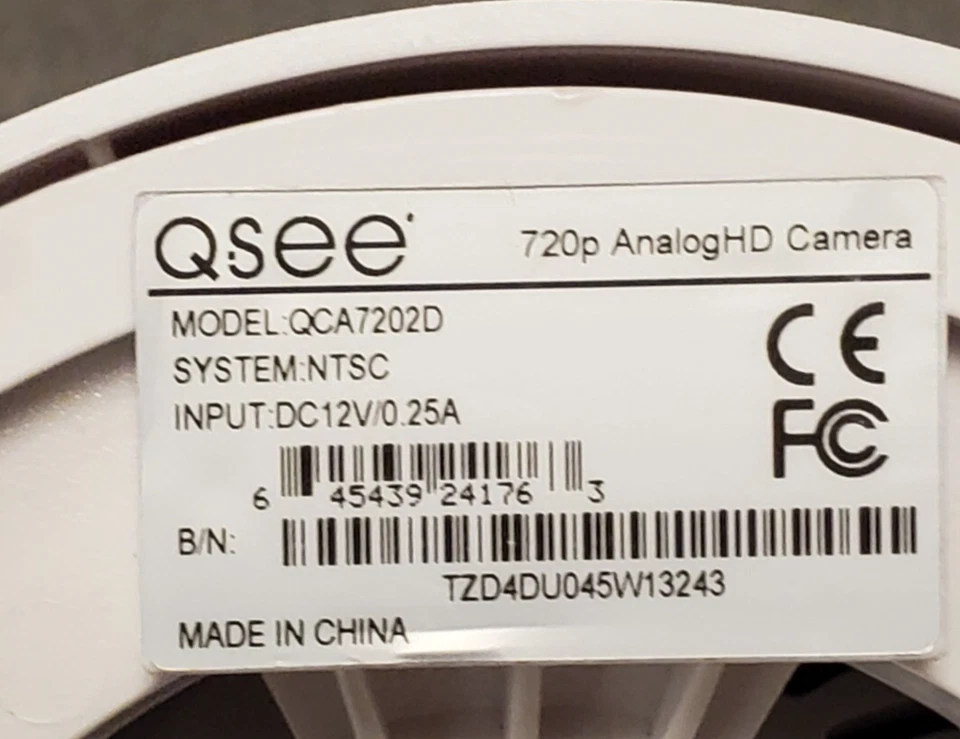 Q-See 720p AnalogHD Camera
MODEL:QCA7202D
SYSTEM:NTSC
INPUT:DC12V/0.25A
CE
FC
6 45439 24176 3
B/N:
TZD4DU045W13243
MADE IN CHINA